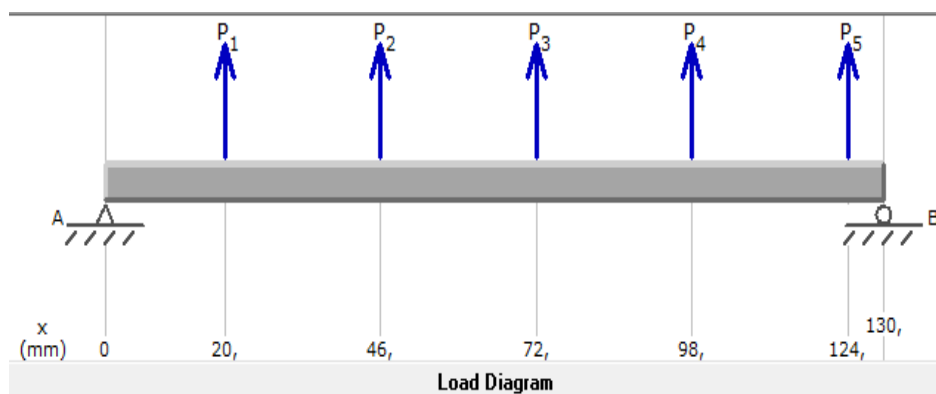 P1 P2 P3 P4 P5
A B
130,
x
(mm) 0 20, 46, 72, 98, 124,
Load Diagram